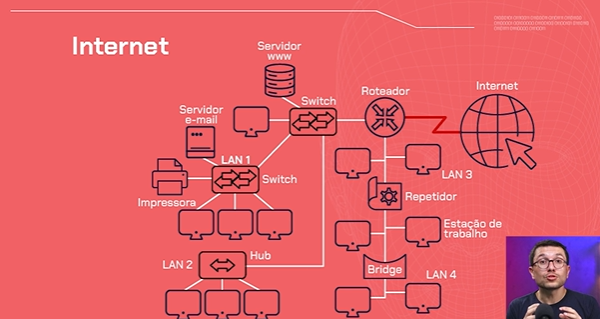 Internet
Servidor
www
Switch
Roteador
Internet
Servidor
e-mail
LAN 1
Switch
Impressora
LAN 3
Repetidor
Estação de
trabalho
LAN 2
Hub
Bridge
LAN 4